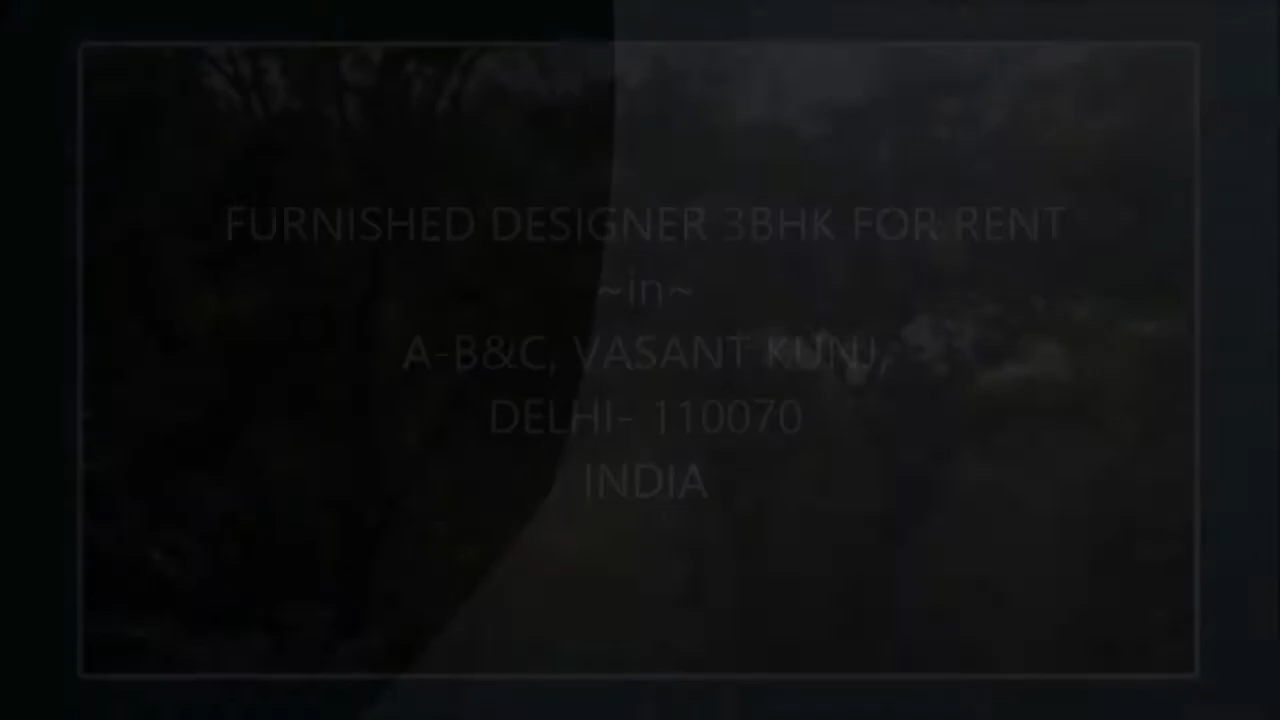 FURNISHED DESIGNER 3BHK FOR RENT
~in~
A-B&C, VASANT KUNJ,
DELHI- 110070
INDIA